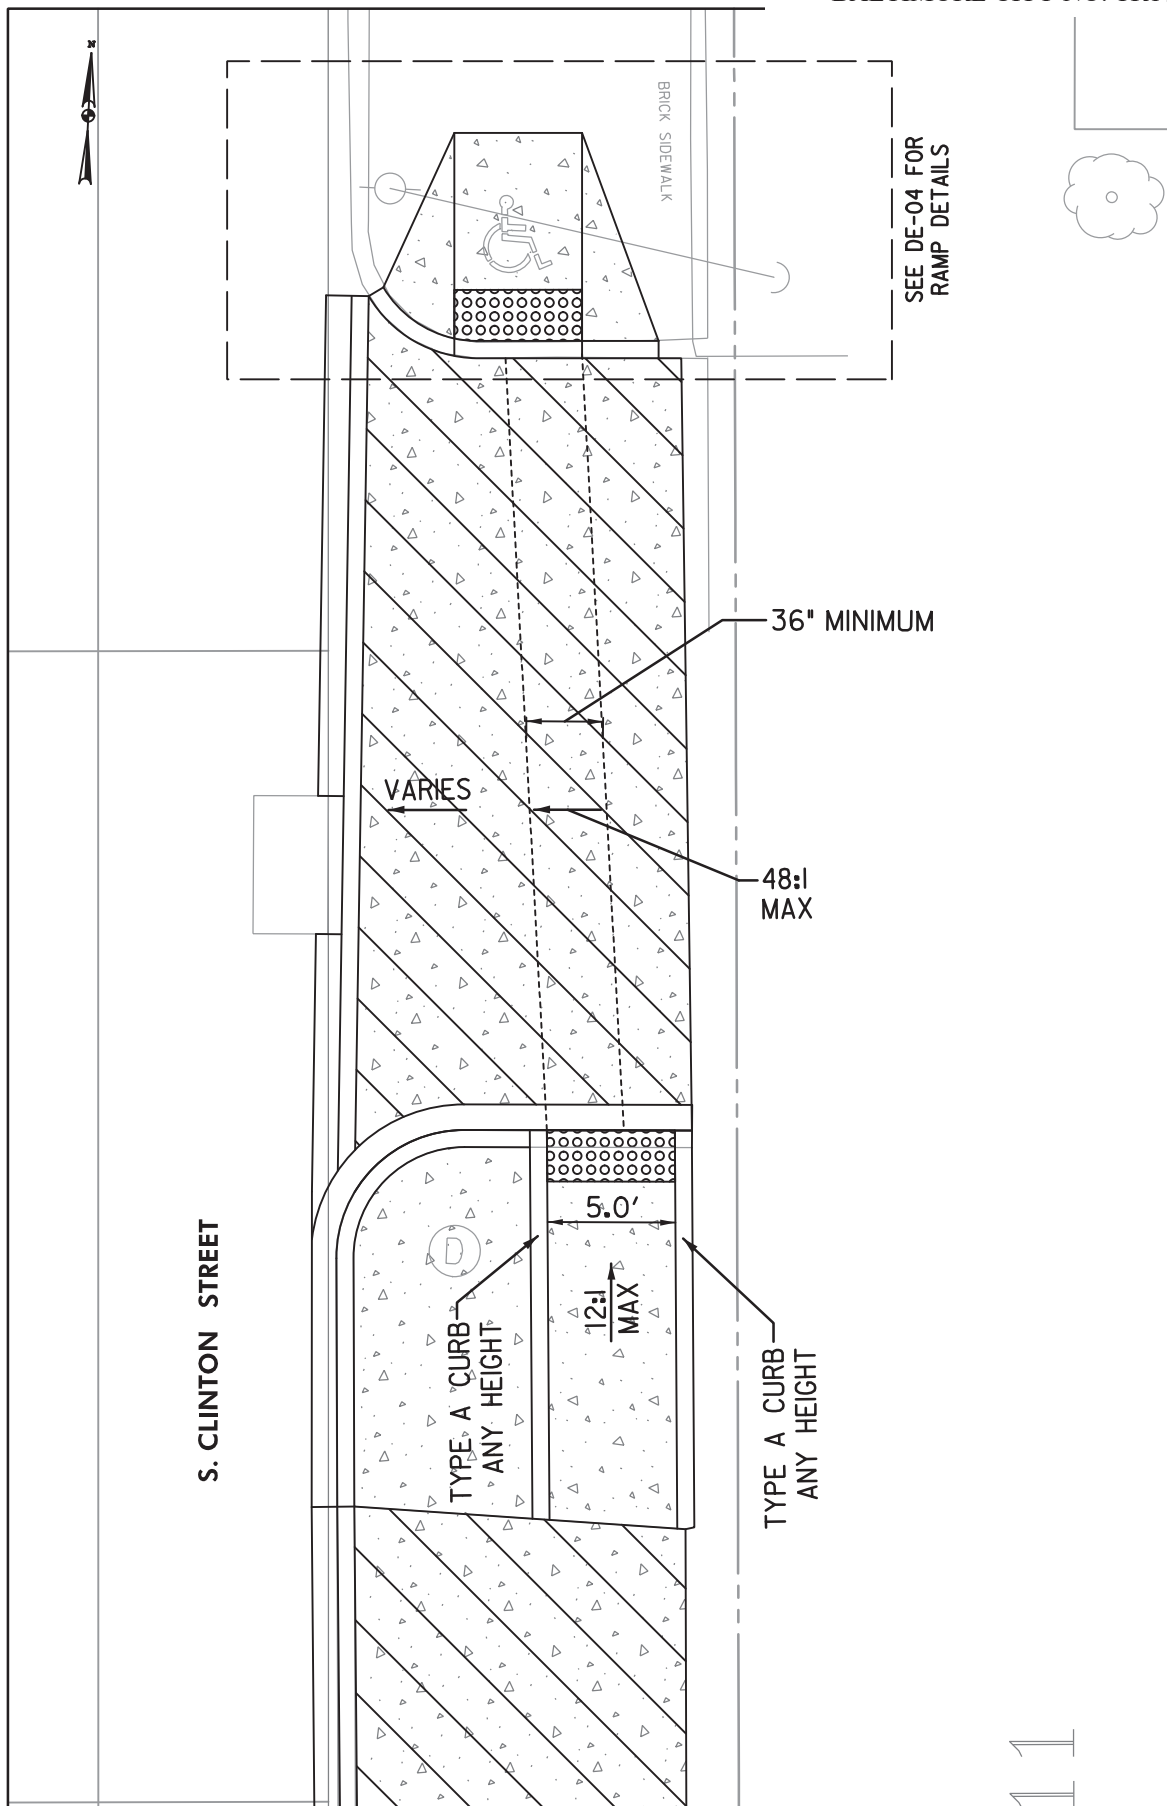 N
BRICK SIDEWALK
SEE DE-04 FOR
RAMP DETAILS
36" MINIMUM
VARIES
48:1
MAX
5.0'
D
12:1
MAX
TYPE A CURB
ANY HEIGHT
TYPE A CURB
ANY HEIGHT
S. CLINTON STREET
11